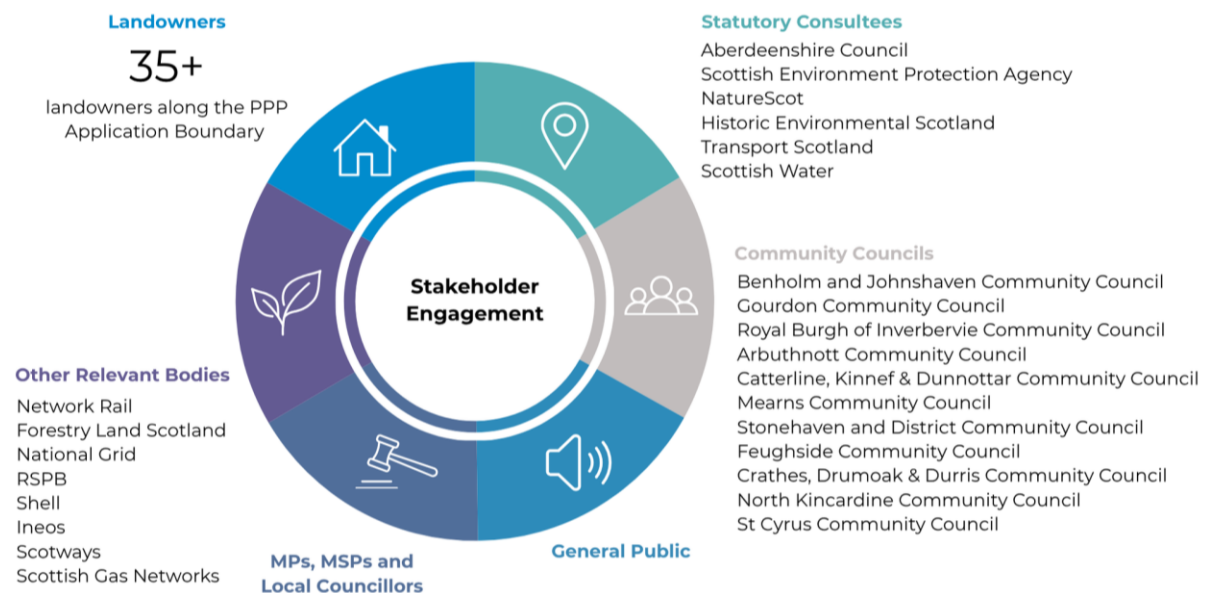 Landowners
35+
landowners along the PPP
Application Boundary
Statutory Consultees
Aberdeenshire Council
Scottish Environment Protection Agency
NatureScot
Historic Environmental Scotland
Transport Scotland
Scottish Water
Stakeholder
Engagement
Community Councils
Benholm and Johnshaven Community Council
Gourdon Community Council
Royal Burgh of Inverbervie Community Council
Arbuthnott Community Council
Catterline, Kinnef & Dunnottar Community Council
Mearns Community Council
Stonehaven and District Community Council
Feughside Community Council
Crathes, Drumoak & Durris Community Council
North Kincardine Community Council
St Cyrus Community Council
Other Relevant Bodies
Network Rail
Forestry Land Scotland
National Grid
RSPB
Shell
Ineos
Scotways
Scottish Gas Networks
MPs, MSPs and
Local Councillors
General Public